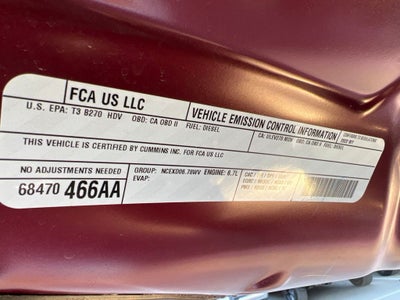 FCA US LLC
VEHICLE EMISSION CONTROL INFORMATION
U.S. EPA: T3 B270 HDV OBD: CA OBD II FUEL: DIESEL
THIS VEHICLE IS CERTIFIED BY CUMMINS INC. FOR FCA US LLC
NO ADJUSTMENTS NEEDED
68470 466AA
GROUP: NCEXD06.78WV ENGINE: 6.7L
EVAP: